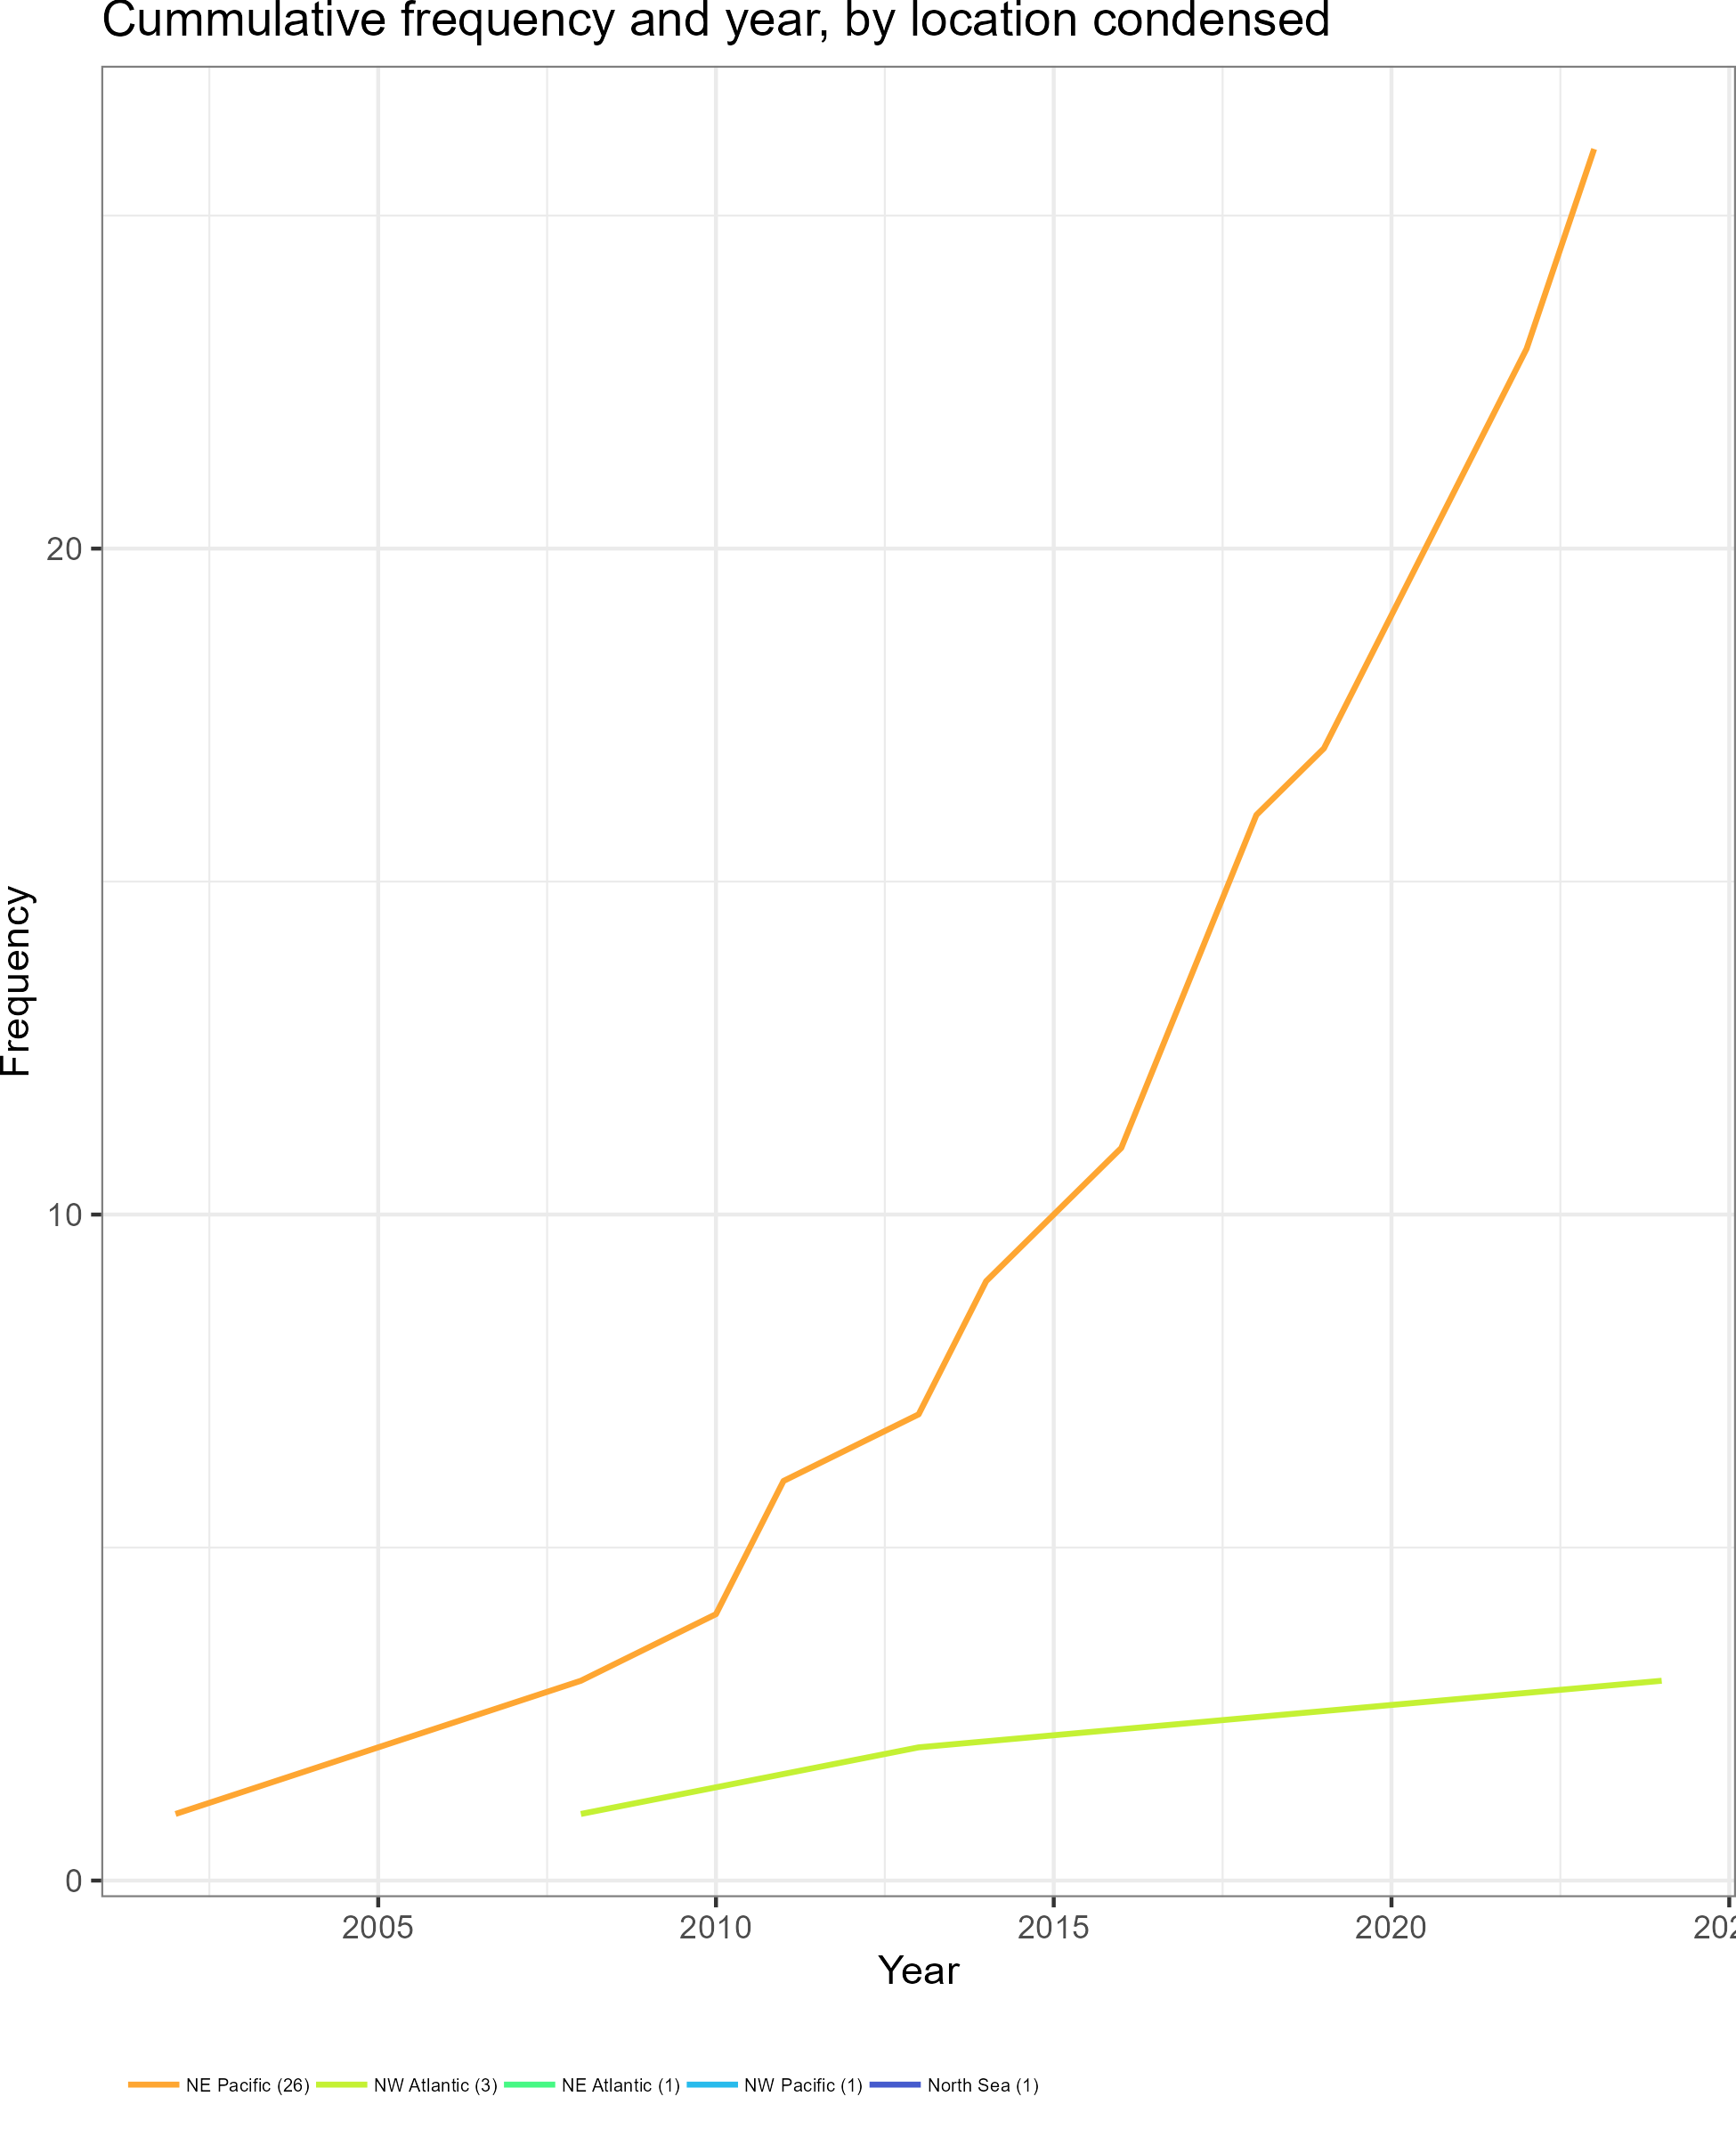 Cummulative frequency and year, by location condensed
Frequency
20
10
0
2005 2010 2015 2020 202
Year
NE Pacific (26) NW Atlantic (3) NE Atlantic (1) NW Pacific (1) North Sea (1)